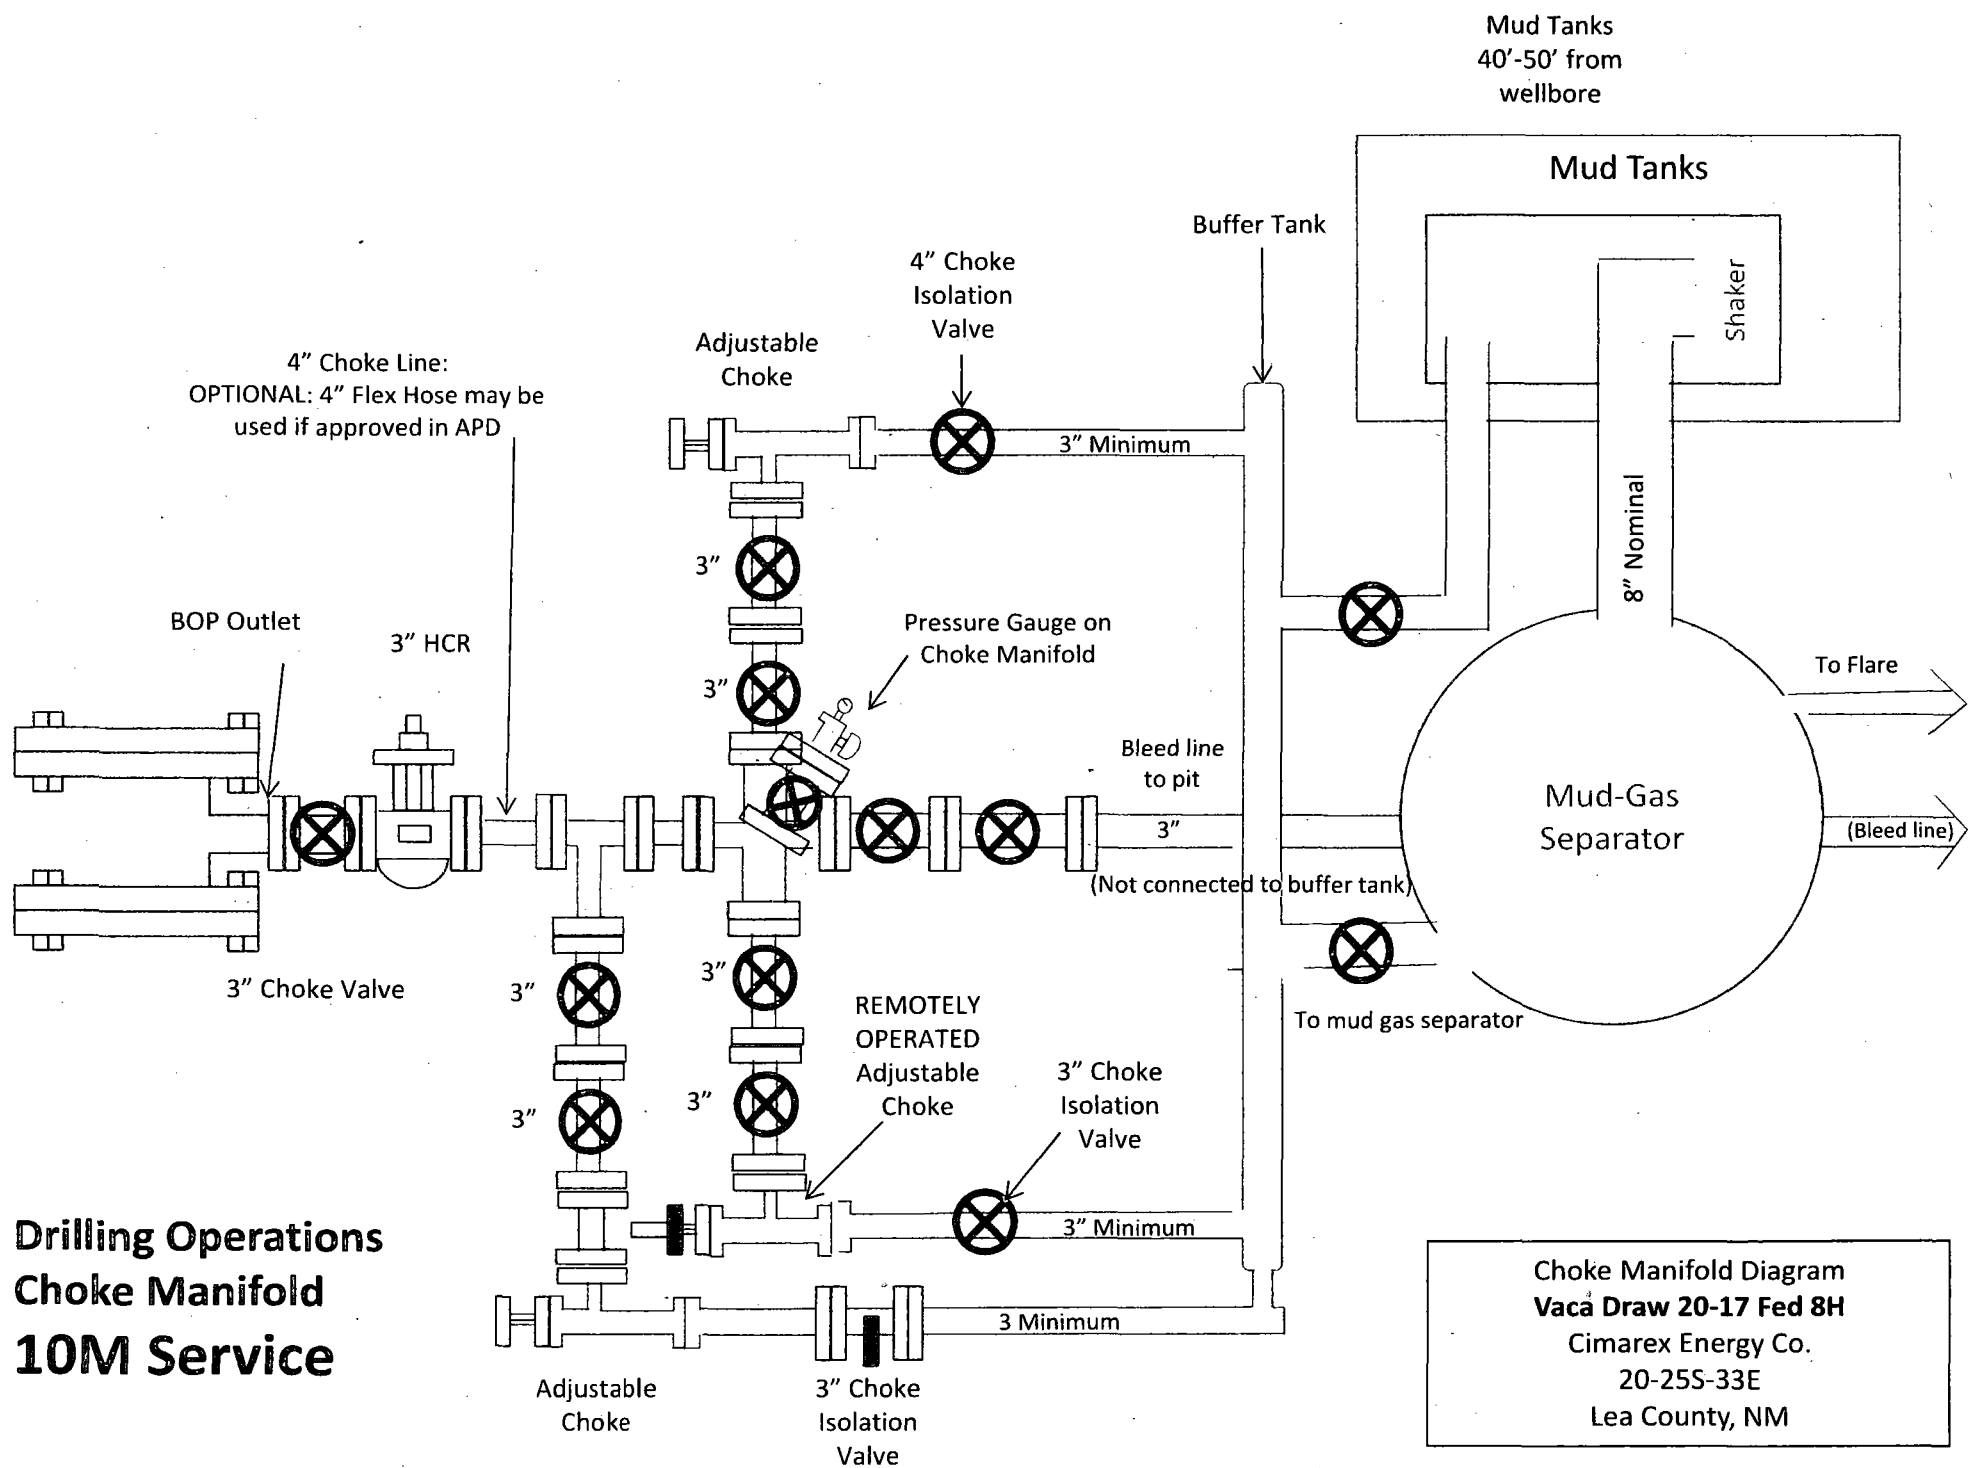 Mud Tanks
40’-50’ from
wellbore
Mud Tanks
Shaker
Buffer Tank
4” Choke
Isolation
Valve
Adjustable
Choke
4” Choke Line:
OPTIONAL: 4” Flex Hose may be
used if approved in APD
3” Minimum
8” Nominal
3”
BOP Outlet
3” HCR
3”
Pressure Gauge on
Choke Manifold
To Flare
Bleed line
to pit
3”
Mud-Gas
Separator
(Bleed line)
(Not connected to buffer tank)
3” Choke Valve
3”
3”
REMOTELY
OPERATED
Adjustable
Choke
To mud gas separator
3”
3”
3” Choke
Isolation
Valve
3” Minimum
Drilling Operations
Choke Manifold
10M Service
3 Minimum
Adjustable
Choke
3” Choke
Isolation
Valve
Choke Manifold Diagram
Vaca Draw 20-17 Fed 8H
Cimarex Energy Co.
20-25S-33E
Lea County, NM